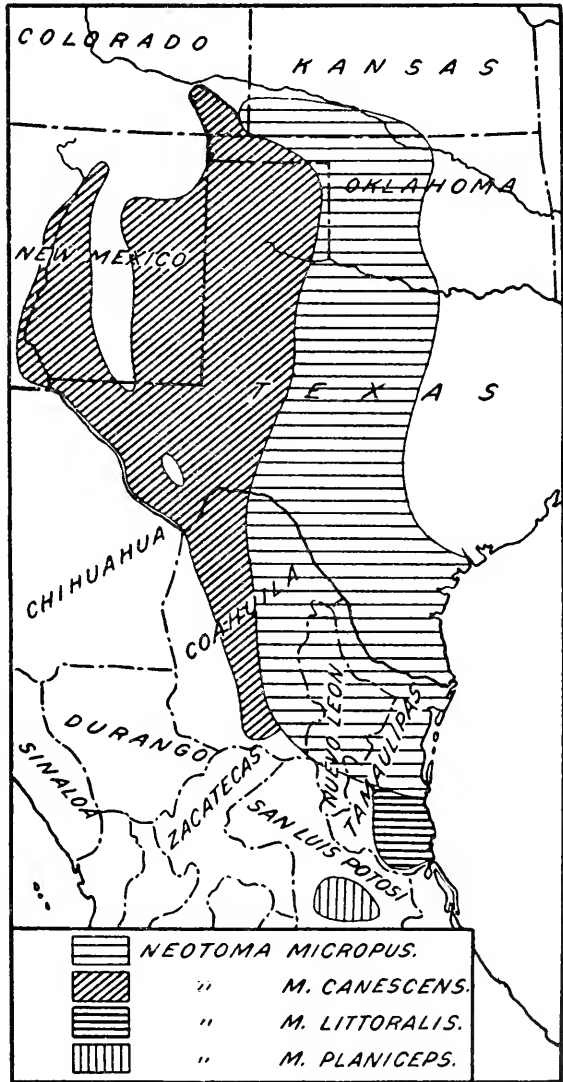 COLORADO
KANSAS
OKLAHOMA
NEW MEXICO
TEXAS
CHIHUAHUA
COAHUILA
NUEVO LEON
TAMAULIPAS
DURANGO
SINALOA
ZACATECAS
SAN LUIS POTOSI
NEOTOMA MICROPUS.
" M. CANESCENS.
" M. LITTORALIS.
" M. PLANICEPS.